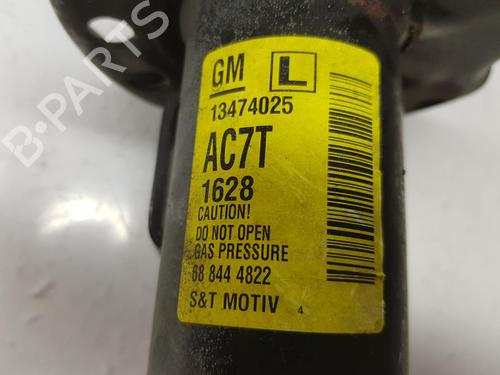 GM L
13474025
AC7T
1628
CAUTION!
DO NOT OPEN
GAS PRESSURE
68 844 4822
S&T MOTIV 4
B-PARTS